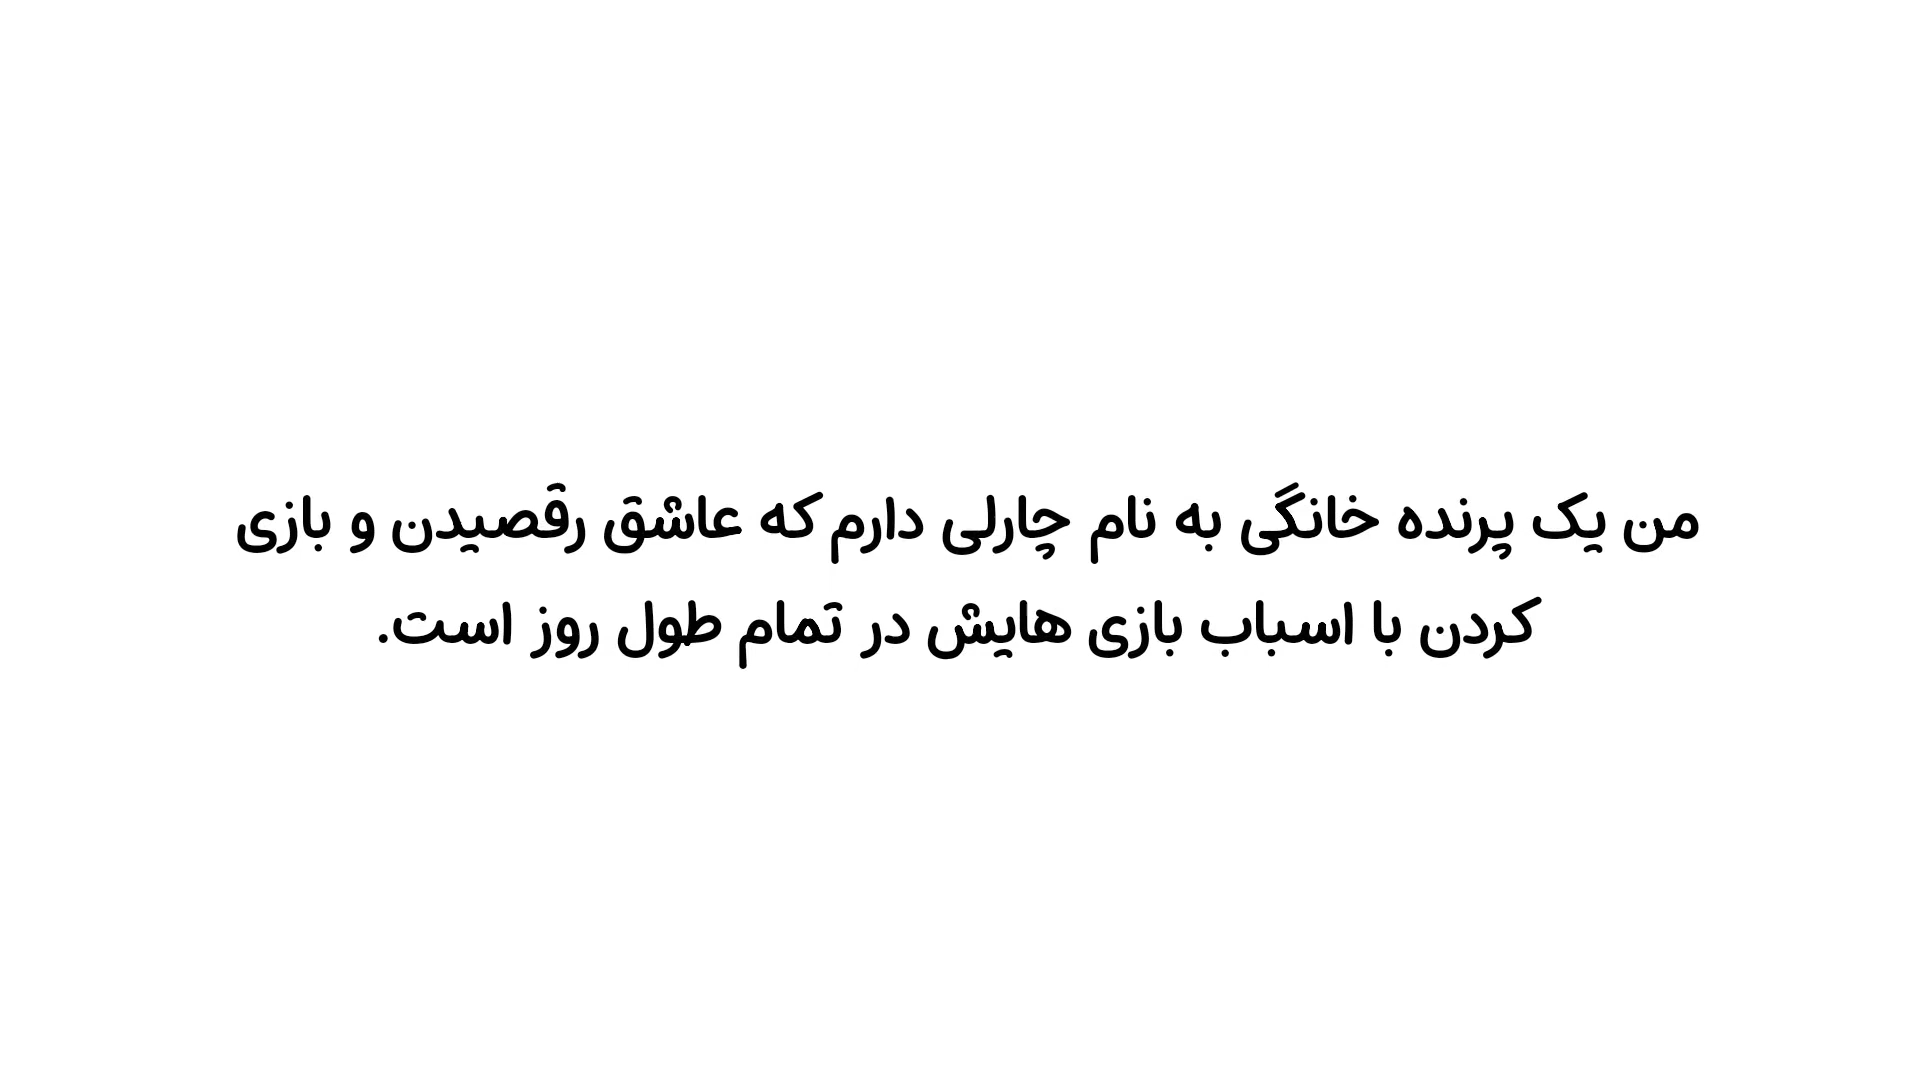 من یک پرنده خانگی به نام چارلی دارم که عاشق رقصیدن و بازی
کردن با اسباب بازی هایش در تمام طول روز است.